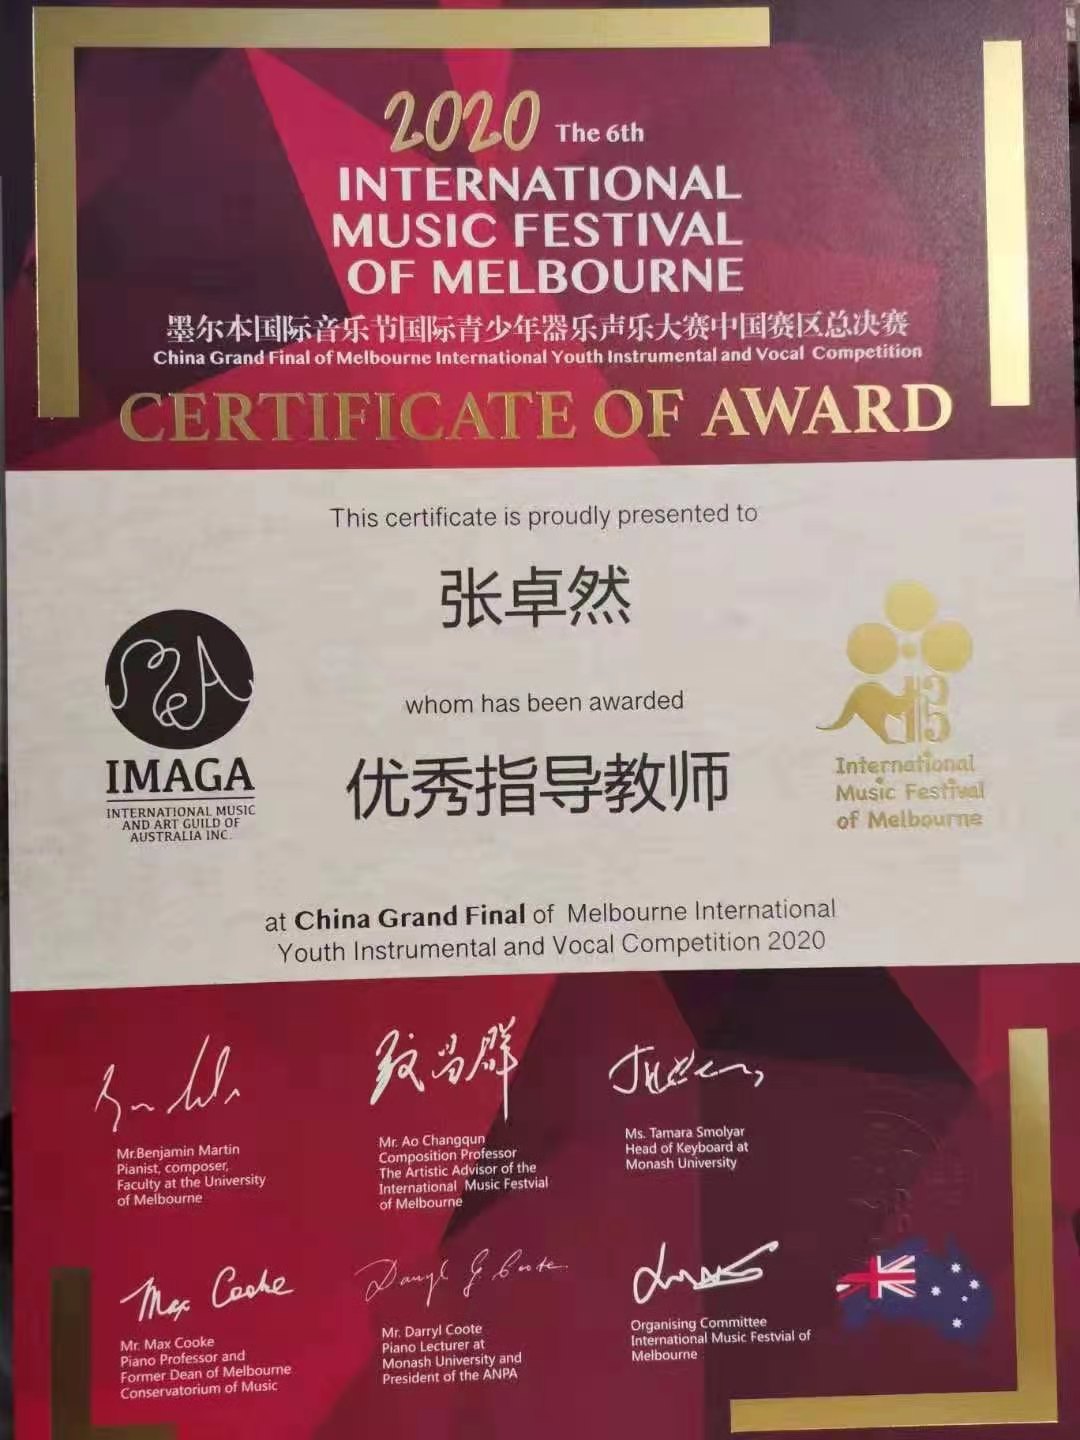 2020 The 6th
INTERNATIONAL
MUSIC FESTIVAL
OF MELBOURNE
墨尔本国际音乐节国际青少年器乐声乐大赛中国赛区总决赛
China Grand Final of Melbourne International Youth Instrumental and Vocal Competition
CERTIFICATE OF AWARD
This certificate is proudly presented to
张卓然
whom has been awarded
优秀指导教师
IMAGA
INTERNATIONAL MUSIC
AND ART GUILD OF
AUSTRALIA INC.
International
Music Festival
of Melbourne
at China Grand Final of Melbourne International
Youth Instrumental and Vocal Competition 2020
Mr.Benjamin Martin
Pianist, composer,
Faculty at the University
of Melbourne
Mr. Ao Changqun
Composition Professor
The Artistic Advisor of the
International Music Festvial
of Melbourne
Ms. Tamara Smolyar
Head of Keyboard at
Monash University
Max Cooke
Mr. Max Cooke
Piano Professor and
Former Dean of Melbourne
Conservatorium of Music
Darryl G Coote
Mr. Darryl Coote
Piano Lecturer at
Monash University and
President of the ANPA
Organising Committee
International Music Festvial of
Melbourne